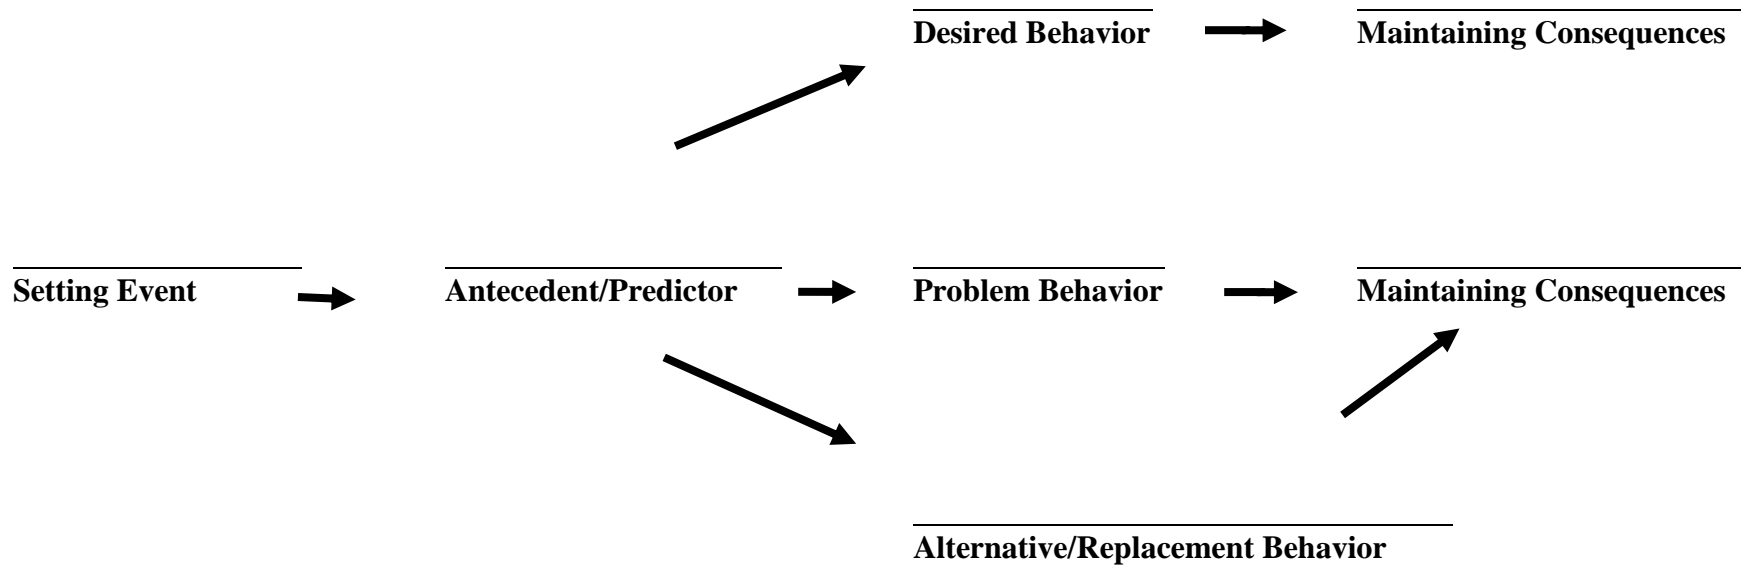 Desired Behavior
Maintaining Consequences
Setting Event
Antecedent/Predictor
Problem Behavior
Maintaining Consequences
Alternative/Replacement Behavior